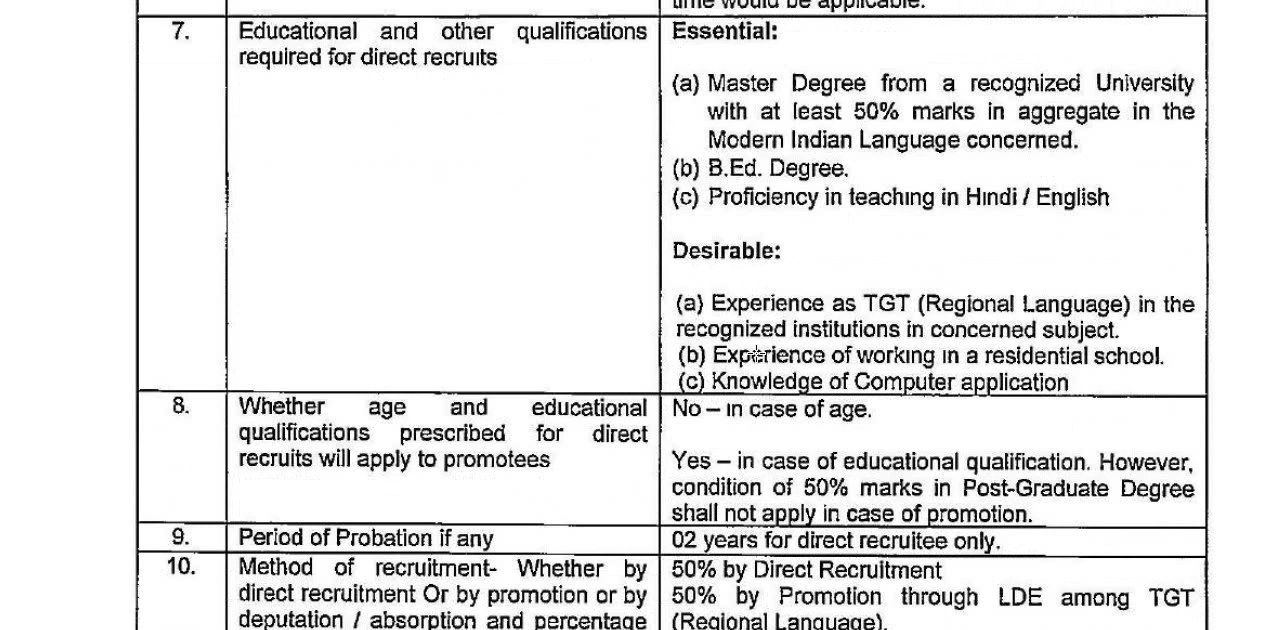 time would be applicable.
7.
Educational and other qualifications
required for direct recruits
Essential:
(a) Master Degree from a recognized University
with at least 50% marks in aggregate in the
Modern Indian Language concerned.
(b) B.Ed. Degree.
(c) Proficiency in teaching in Hindi / English
Desirable:
(a) Experience as TGT (Regional Language) in the
recognized institutions in concerned subject.
(b) Experience of working in a residential school.
(c) Knowledge of Computer application
8.
Whether age and educational
qualifications prescribed for direct
recruits will apply to promotees
No – in case of age.
Yes – in case of educational qualification. However,
condition of 50% marks in Post-Graduate Degree
shall not apply in case of promotion.
9.
Period of Probation if any
02 years for direct recruitee only.
10.
Method of recruitment- Whether by
direct recruitment Or by promotion or by
deputation / absorption and percentage
50% by Direct Recruitment
50% by Promotion through LDE among TGT
(Regional Language).